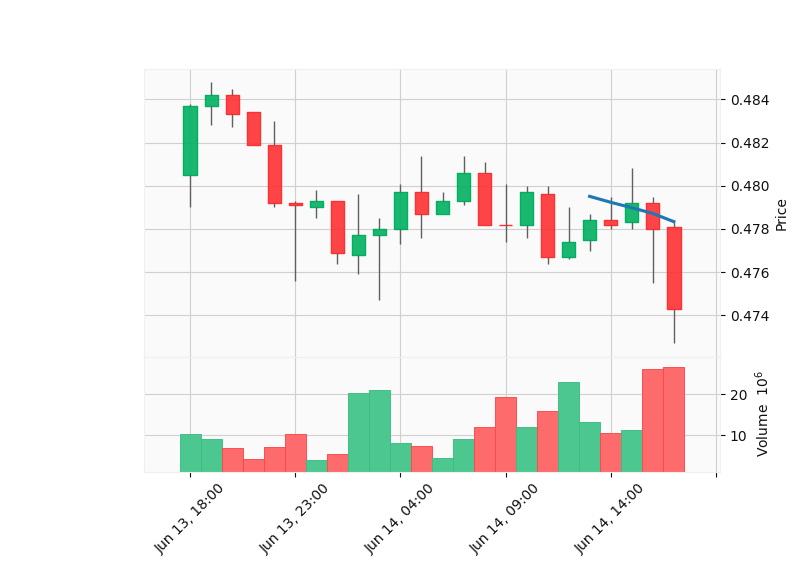 0.484
0.482
0.480
0.478
0.476
0.474
Price
20
10
Volume 10^6
Jun 13, 18:00
Jun 13, 23:00
Jun 14, 04:00
Jun 14, 09:00
Jun 14, 14:00